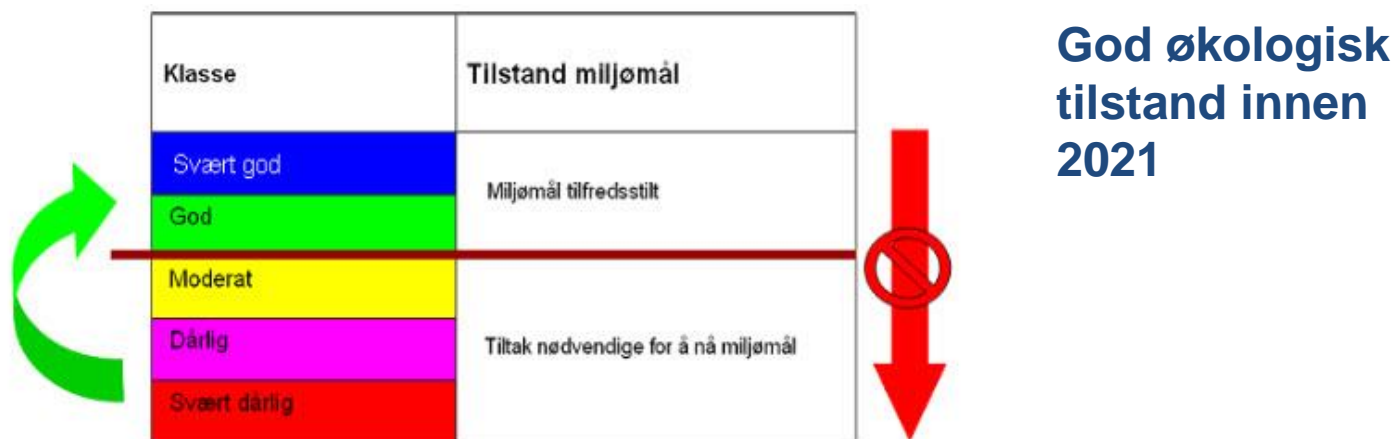 Klasse
Tilstand miljømål
Svært god
God
Miljømål tilfredsstilt
Moderat
Dårlig
Svært dårlig
Tiltak nødvendige for å nå miljømål
God økologisk
tilstand innen
2021